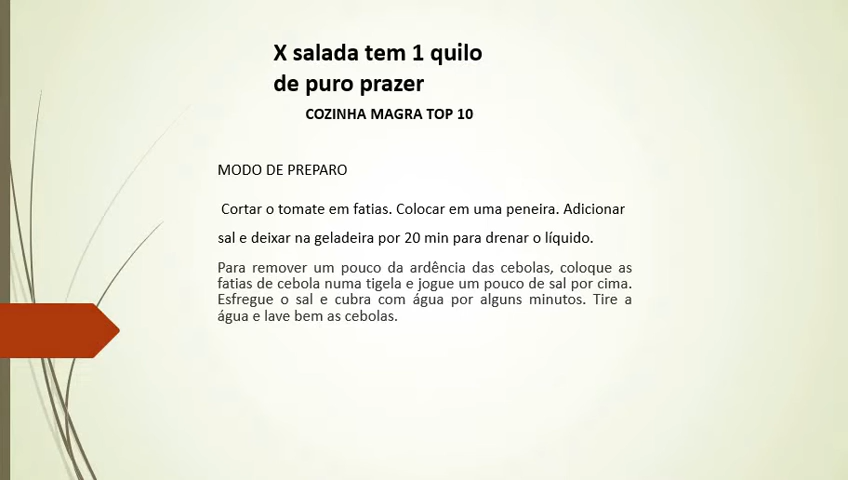 X salada tem 1 quilo
de puro prazer
COZINHA MAGRA TOP 10
MODO DE PREPARO
Cortar o tomate em fatias. Colocar em uma peneira. Adicionar
sal e deixar na geladeira por 20 min para drenar o líquido.
Para remover um pouco da ardência das cebolas, coloque as
fatias de cebola numa tigela e jogue um pouco de sal por cima.
Esfregue o sal e cubra com água por alguns minutos. Tire a
água e lave bem as cebolas.